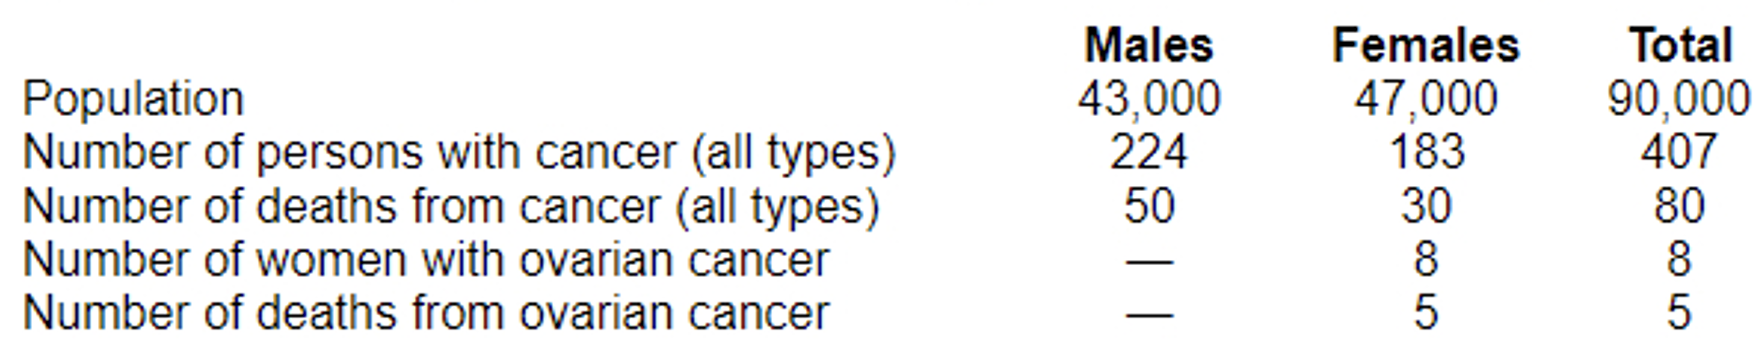 Males Females Total
Population 43,000 47,000 90,000
Number of persons with cancer (all types) 224 183 407
Number of deaths from cancer (all types) 50 30 80
Number of women with ovarian cancer — 8 8
Number of deaths from ovarian cancer — 5 5